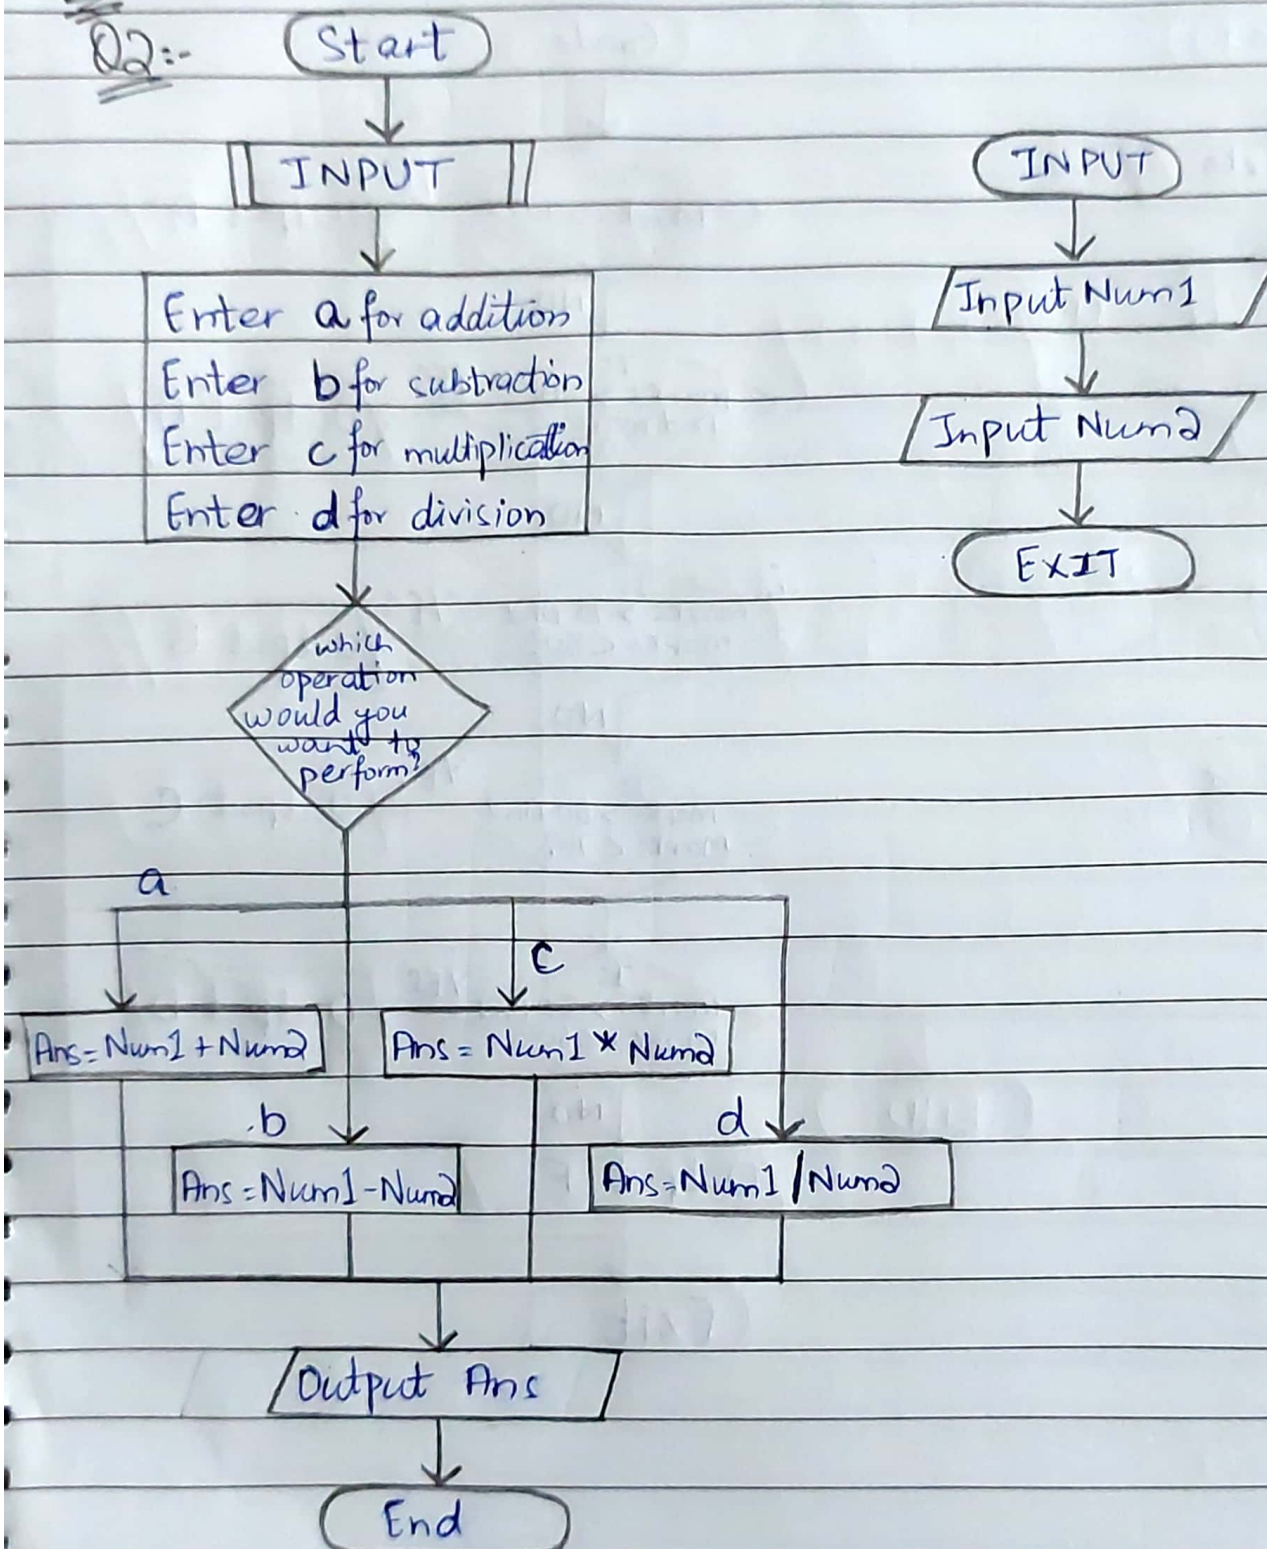 Q2:-
Start
INPUT
Enter a for addition
Enter b for subtraction
Enter c for multiplication
Enter d for division
which
operation
would you
want to
perform?
a
c
Ans=Num1+Num2
Ans = Num1 * Num2
b
d
Ans=Num1-Num2
Ans=Num1/Num2
Output Ans
End
INPUT
Input Num1
Input Num2
EXIT